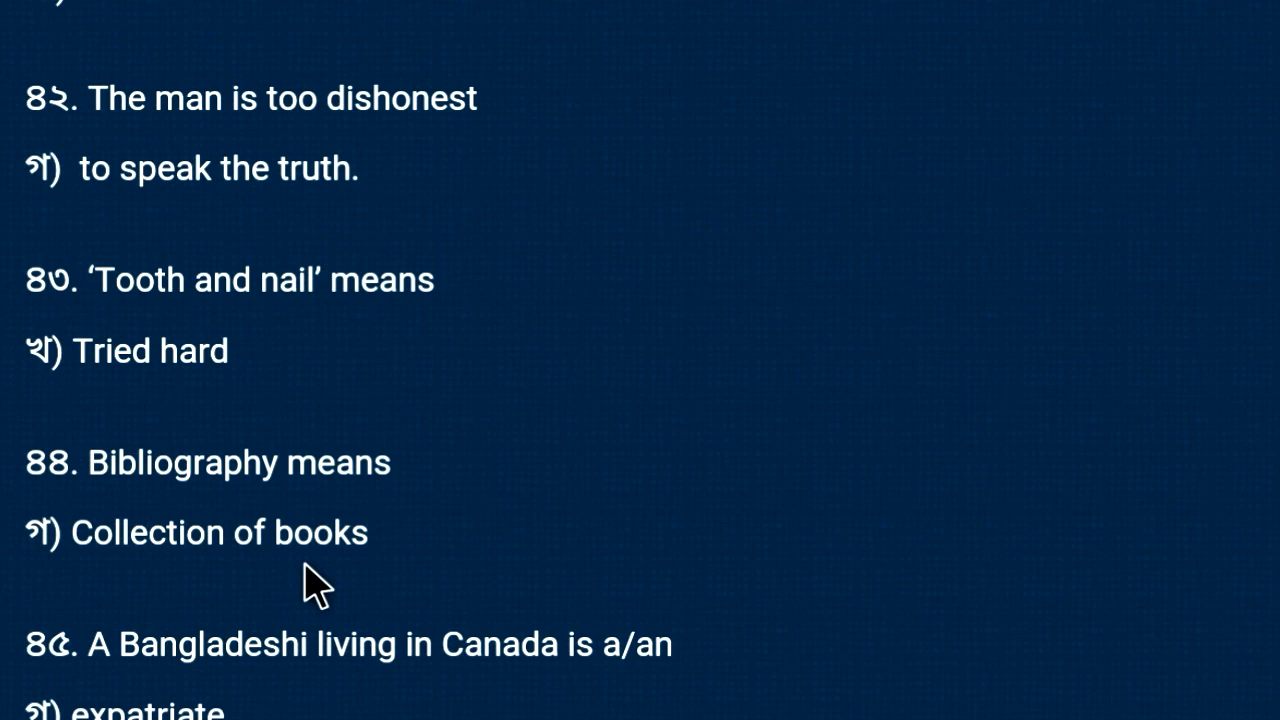 ৪২. The man is too dishonest
গ) to speak the truth.
৪৩. ‘Tooth and nail’ means
খ) Tried hard
৪৪. Bibliography means
গ) Collection of books
৪৫. A Bangladeshi living in Canada is a/an
গ) expatriate